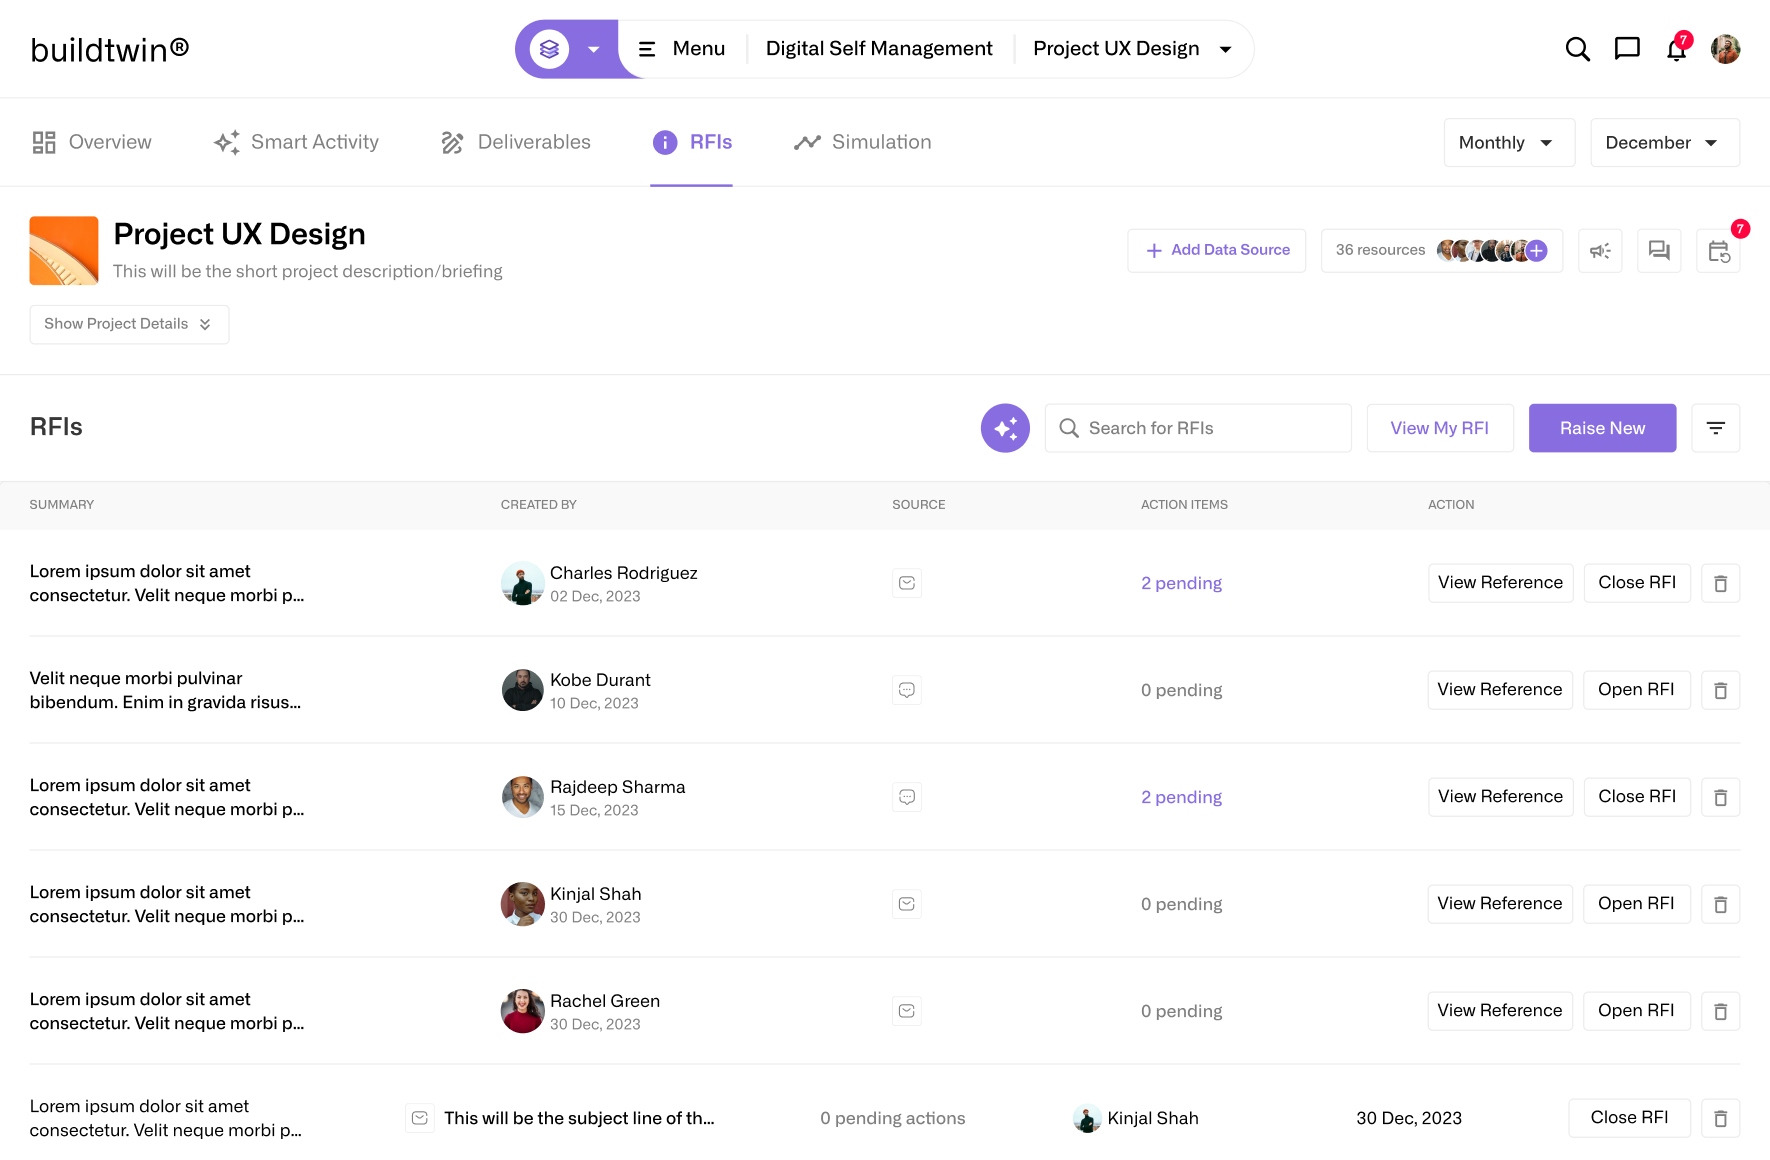 buildtwin®
Menu
Digital Self Management
Project UX Design
7
Overview
Smart Activity
Deliverables
RFIs
Simulation
Monthly
December
Project UX Design
This will be the short project description/briefing
Add Data Source
36 resources
7
Show Project Details
RFIs
Search for RFIs
View My RFI
Raise New
SUMMARY
CREATED BY
SOURCE
ACTION ITEMS
ACTION
Lorem ipsum dolor sit amet
consectetur. Velit neque morbi p...
Charles Rodriguez
02 Dec, 2023
2 pending
View Reference
Close RFI
Velit neque morbi pulvinar
bibendum. Enim in gravida risus...
Kobe Durant
10 Dec, 2023
0 pending
View Reference
Open RFI
Lorem ipsum dolor sit amet
consectetur. Velit neque morbi p...
Rajdeep Sharma
15 Dec, 2023
2 pending
View Reference
Close RFI
Lorem ipsum dolor sit amet
consectetur. Velit neque morbi p...
Kinjal Shah
30 Dec, 2023
0 pending
View Reference
Open RFI
Lorem ipsum dolor sit amet
consectetur. Velit neque morbi p...
Rachel Green
30 Dec, 2023
0 pending
View Reference
Open RFI
Lorem ipsum dolor sit amet
consectetur. Velit neque morbi p...
This will be the subject line of th...
0 pending actions
Kinjal Shah
30 Dec, 2023
Close RFI